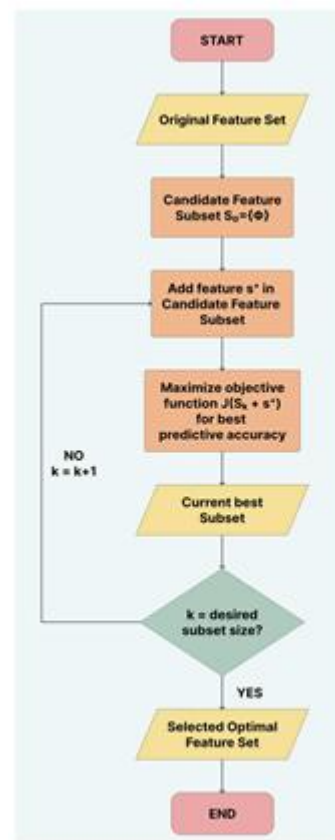 START
Original Feature Set
Candidate Feature
Subset S₀={Φ}
Add feature s* in
Candidate Feature
Subset
Maximize objective
function J(Sₖ + s*)
for best
predictive accuracy
NO
k = k+1
Current best
Subset
k = desired
subset size?
YES
Selected Optimal
Feature Set
END